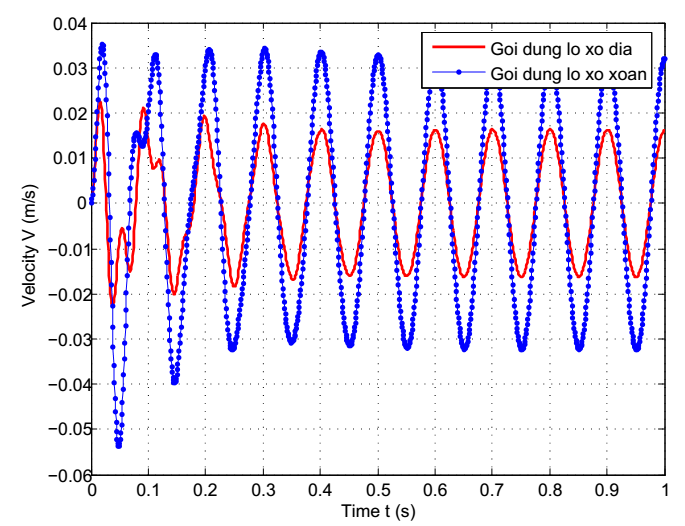 0.04
0.03
0.02
0.01
0
−0.01
−0.02
−0.03
−0.04
−0.05
−0.06
Velocity V (m/s)
Goi dung lo xo dia
Goi dung lo xo xoan
0 0.1 0.2 0.3 0.4 0.5 0.6 0.7 0.8 0.9 1
Time t (s)